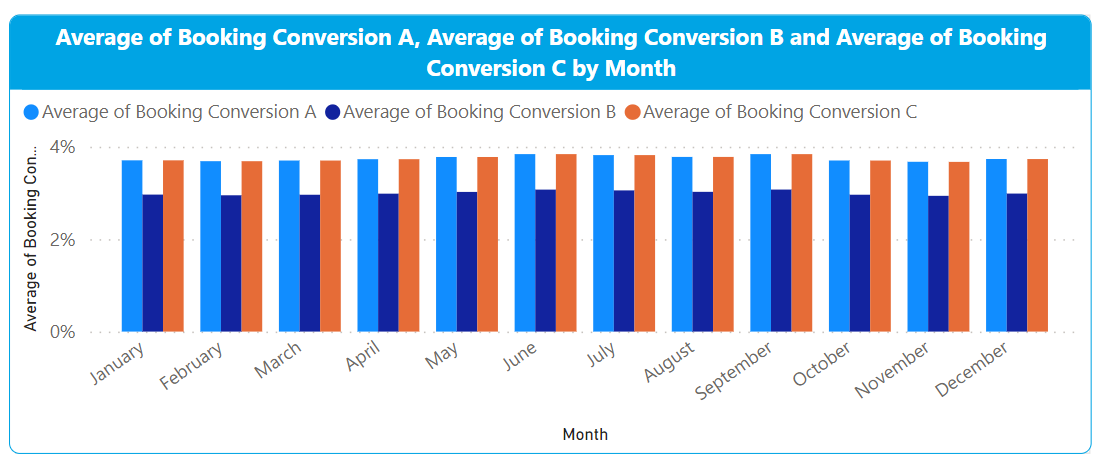 Average of Booking Conversion A, Average of Booking Conversion B and Average of Booking
Conversion C by Month
Average of Booking Conversion A Average of Booking Conversion B Average of Booking Conversion C
Average of Booking Con...
4%
2%
0%
January February March April May June July August September October November December
Month